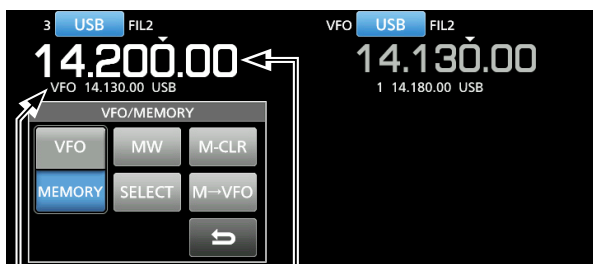 3 USB FIL2
14.200.00
VFO 14.130.00 USB
VFO/MEMORY
VFO MW M-CLR
MEMORY SELECT M→VFO
VFO USB FIL2
14.130.00
1 14.180.00 USB